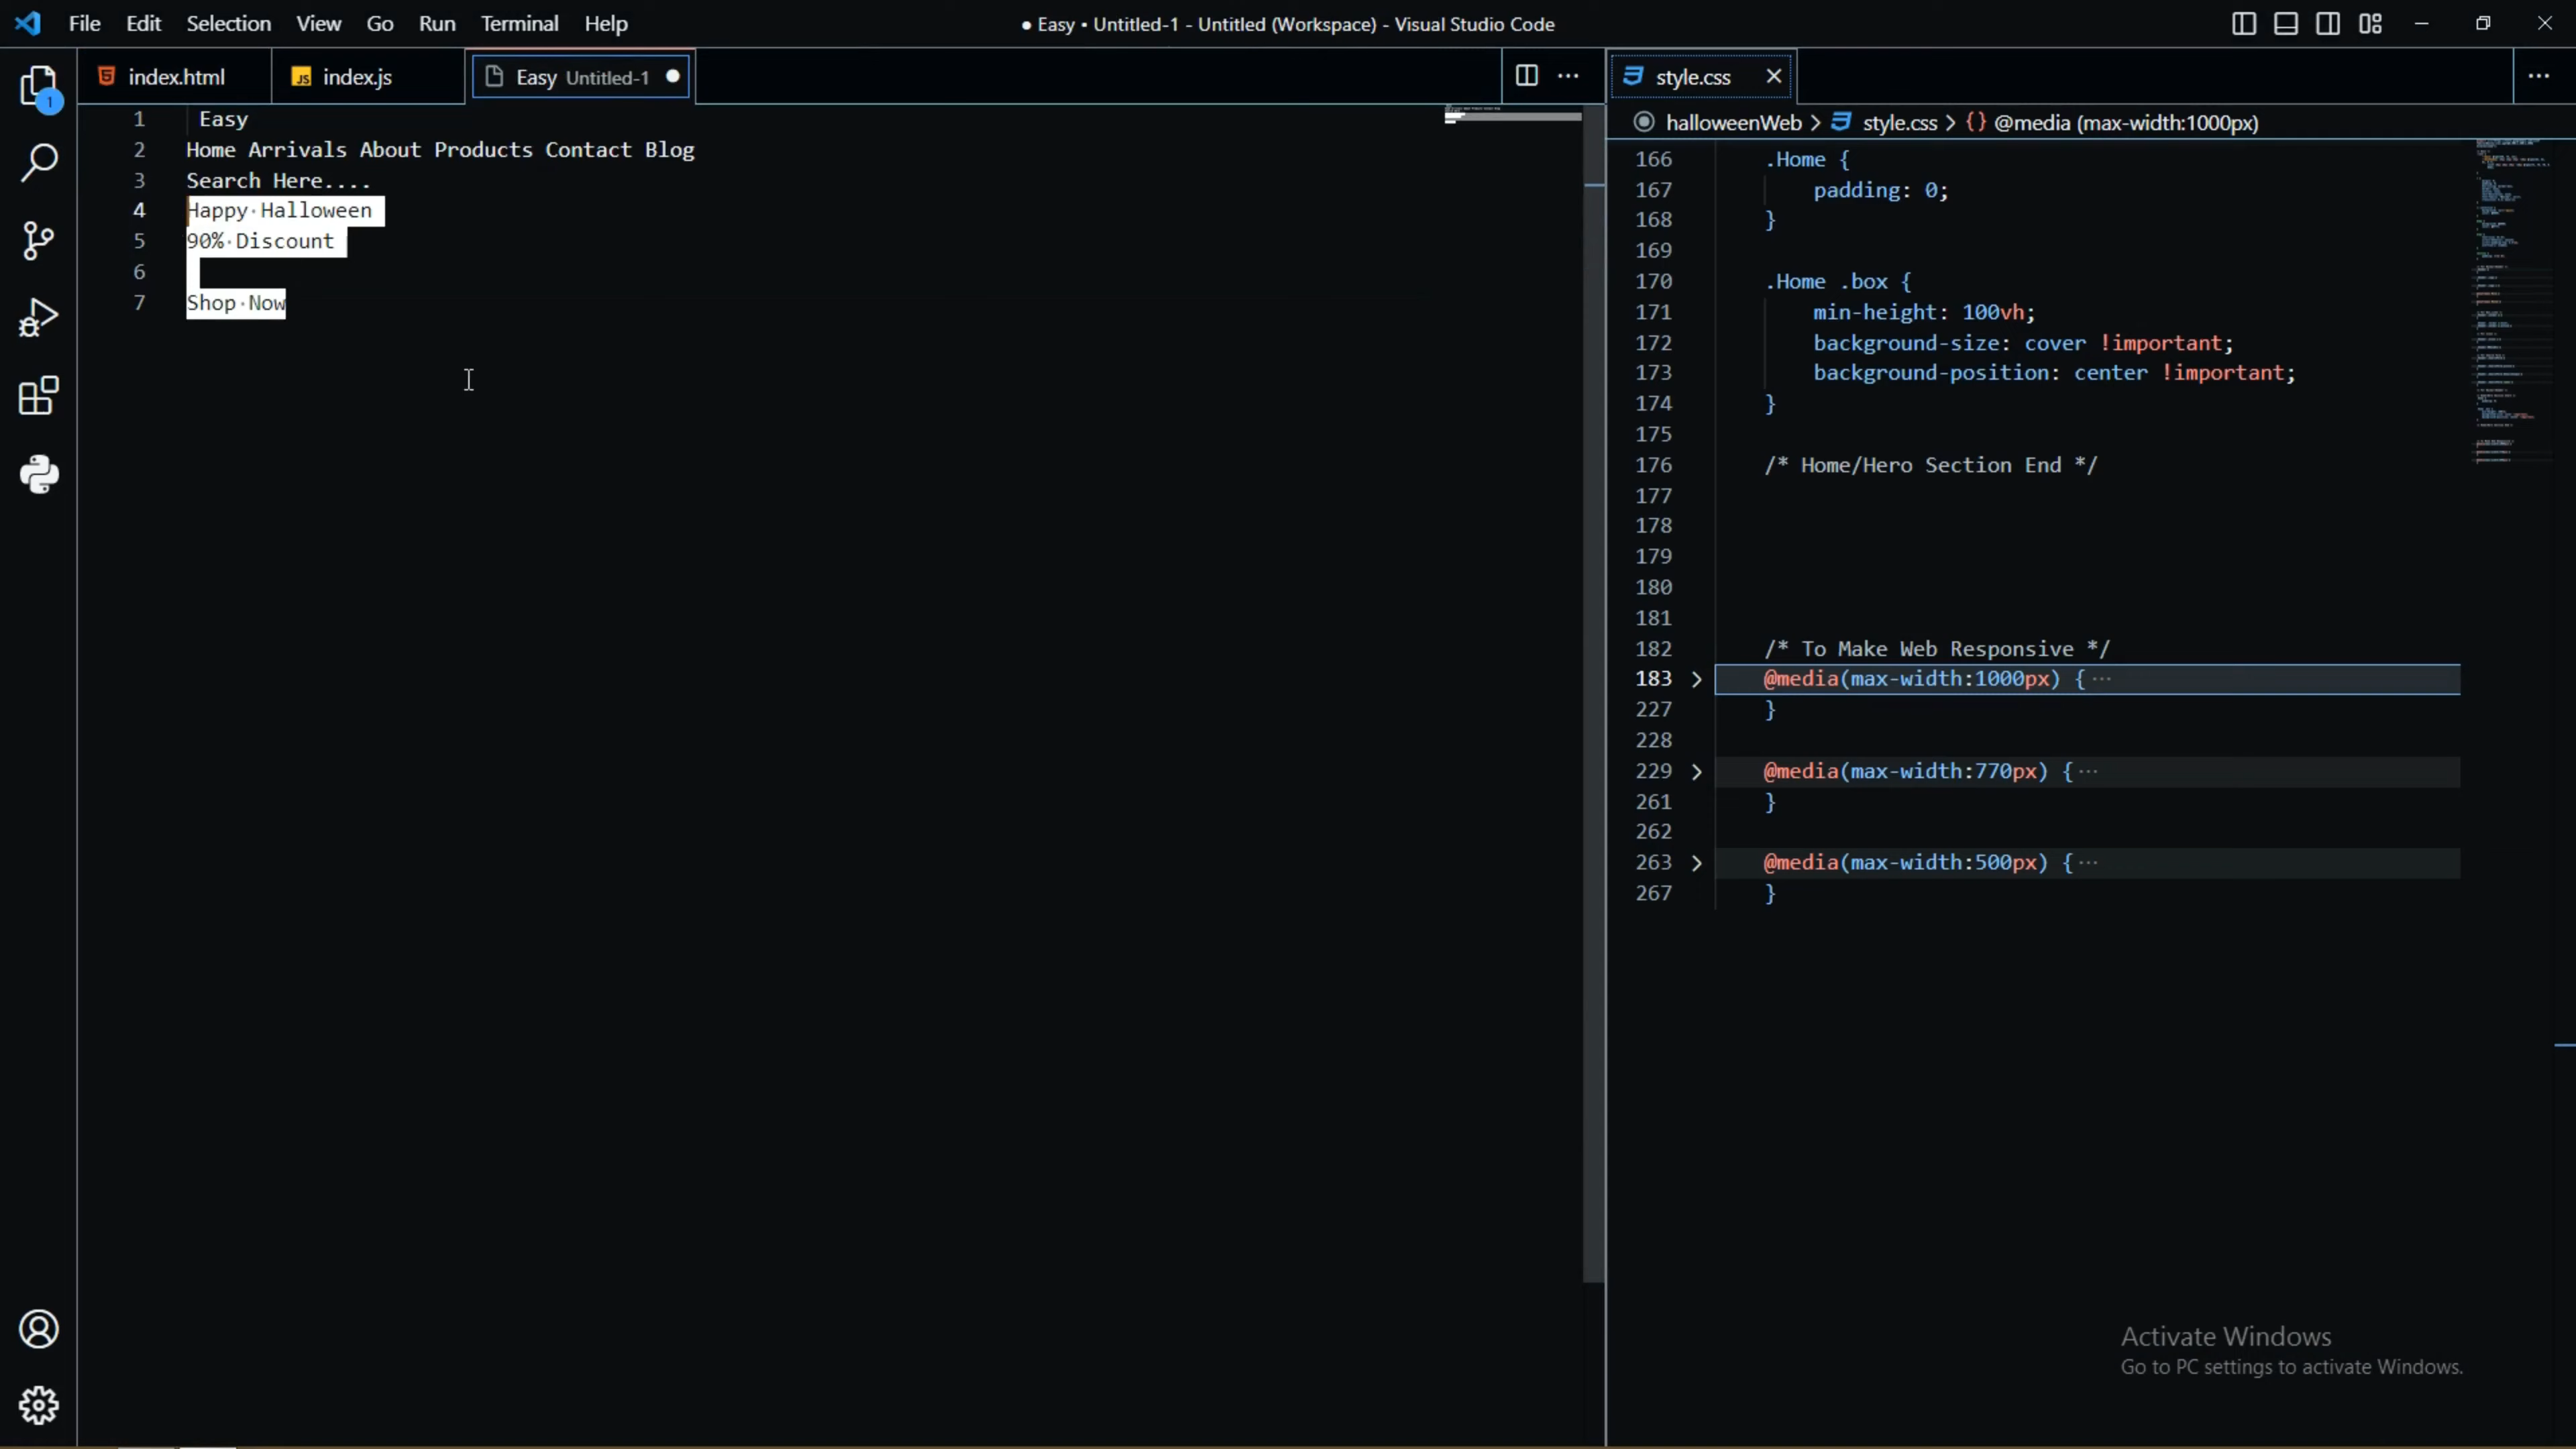 File Edit Selection View Go Run Terminal Help
● Easy • Untitled-1 - Untitled (Workspace) - Visual Studio Code
index.html
JS index.js
Easy Untitled-1
style.css
1
1 Easy
2 Home Arrivals About Products Contact Blog
3 Search Here....
4 Happy·Halloween
5 90%·Discount
6
7 Shop·Now
halloweenWeb > style.css > {} @media (max-width:1000px)
166 .Home {
167 padding: 0;
168 }
169
170 .Home .box {
171 min-height: 100vh;
172 background-size: cover !important;
173 background-position: center !important;
174 }
175
176 /* Home/Hero Section End */
177
178
179
180
181
182 /* To Make Web Responsive */
183 @media(max-width:1000px) {···
227 }
228
229 @media(max-width:770px) {···
261 }
262
263 @media(max-width:500px) {···
267 }
Activate Windows
Go to PC settings to activate Windows.